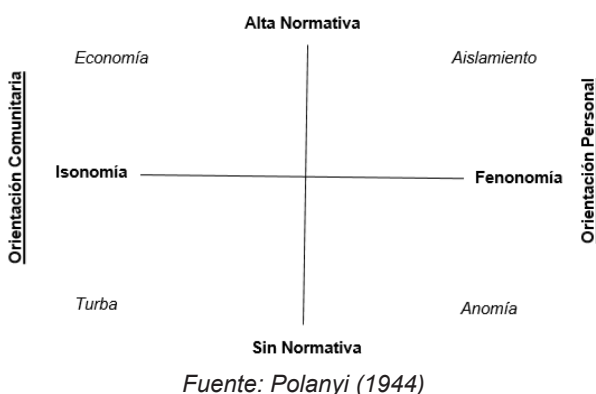 Alta Normativa
Economía
Aislamiento
Orientación Comunitaria
Isonomía
Fenonomía
Orientación Personal
Turba
Anomía
Sin Normativa
Fuente: Polanyi (1944)